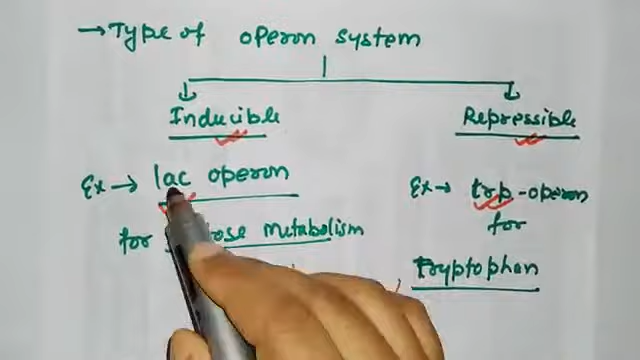 →Type of operon system
Inducible
Repressible
Ex→ lac operon
Ex→ trp-operon
for metabolism
for
Tryptophan